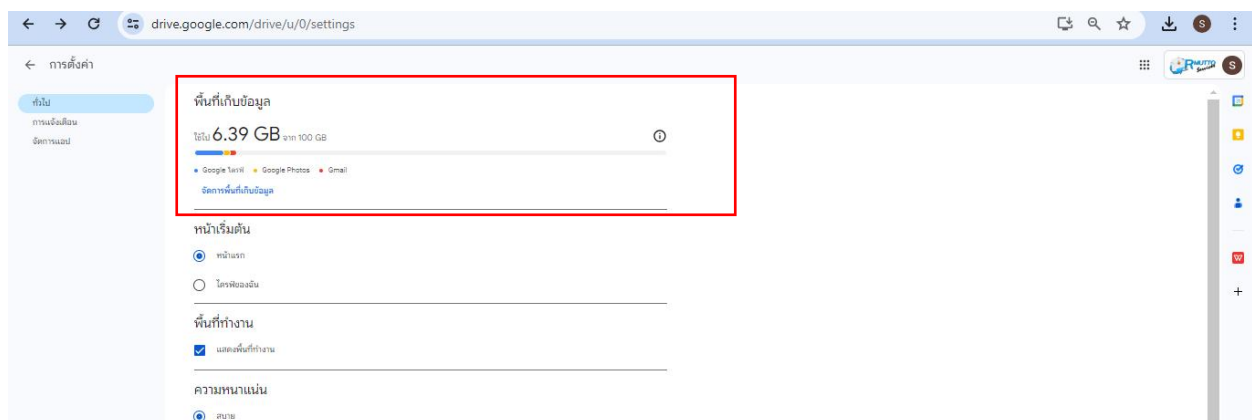 drive.google.com/drive/u/0/settings
S
การตั้งค่า
RMUTTO
S
ทั่วไป
การแจ้งเตือน
จัดการแอป
พื้นที่เก็บข้อมูล
ใช้ไป 6.39 GB จาก 100 GB
Google ไดรฟ์ Google Photos Gmail
จัดการพื้นที่เก็บข้อมูล
หน้าเริ่มต้น
หน้าแรก
ไดรฟ์ของฉัน
พื้นที่ทำงาน
แสดงพื้นที่ทำงาน
ความหนาแน่น
สบาย